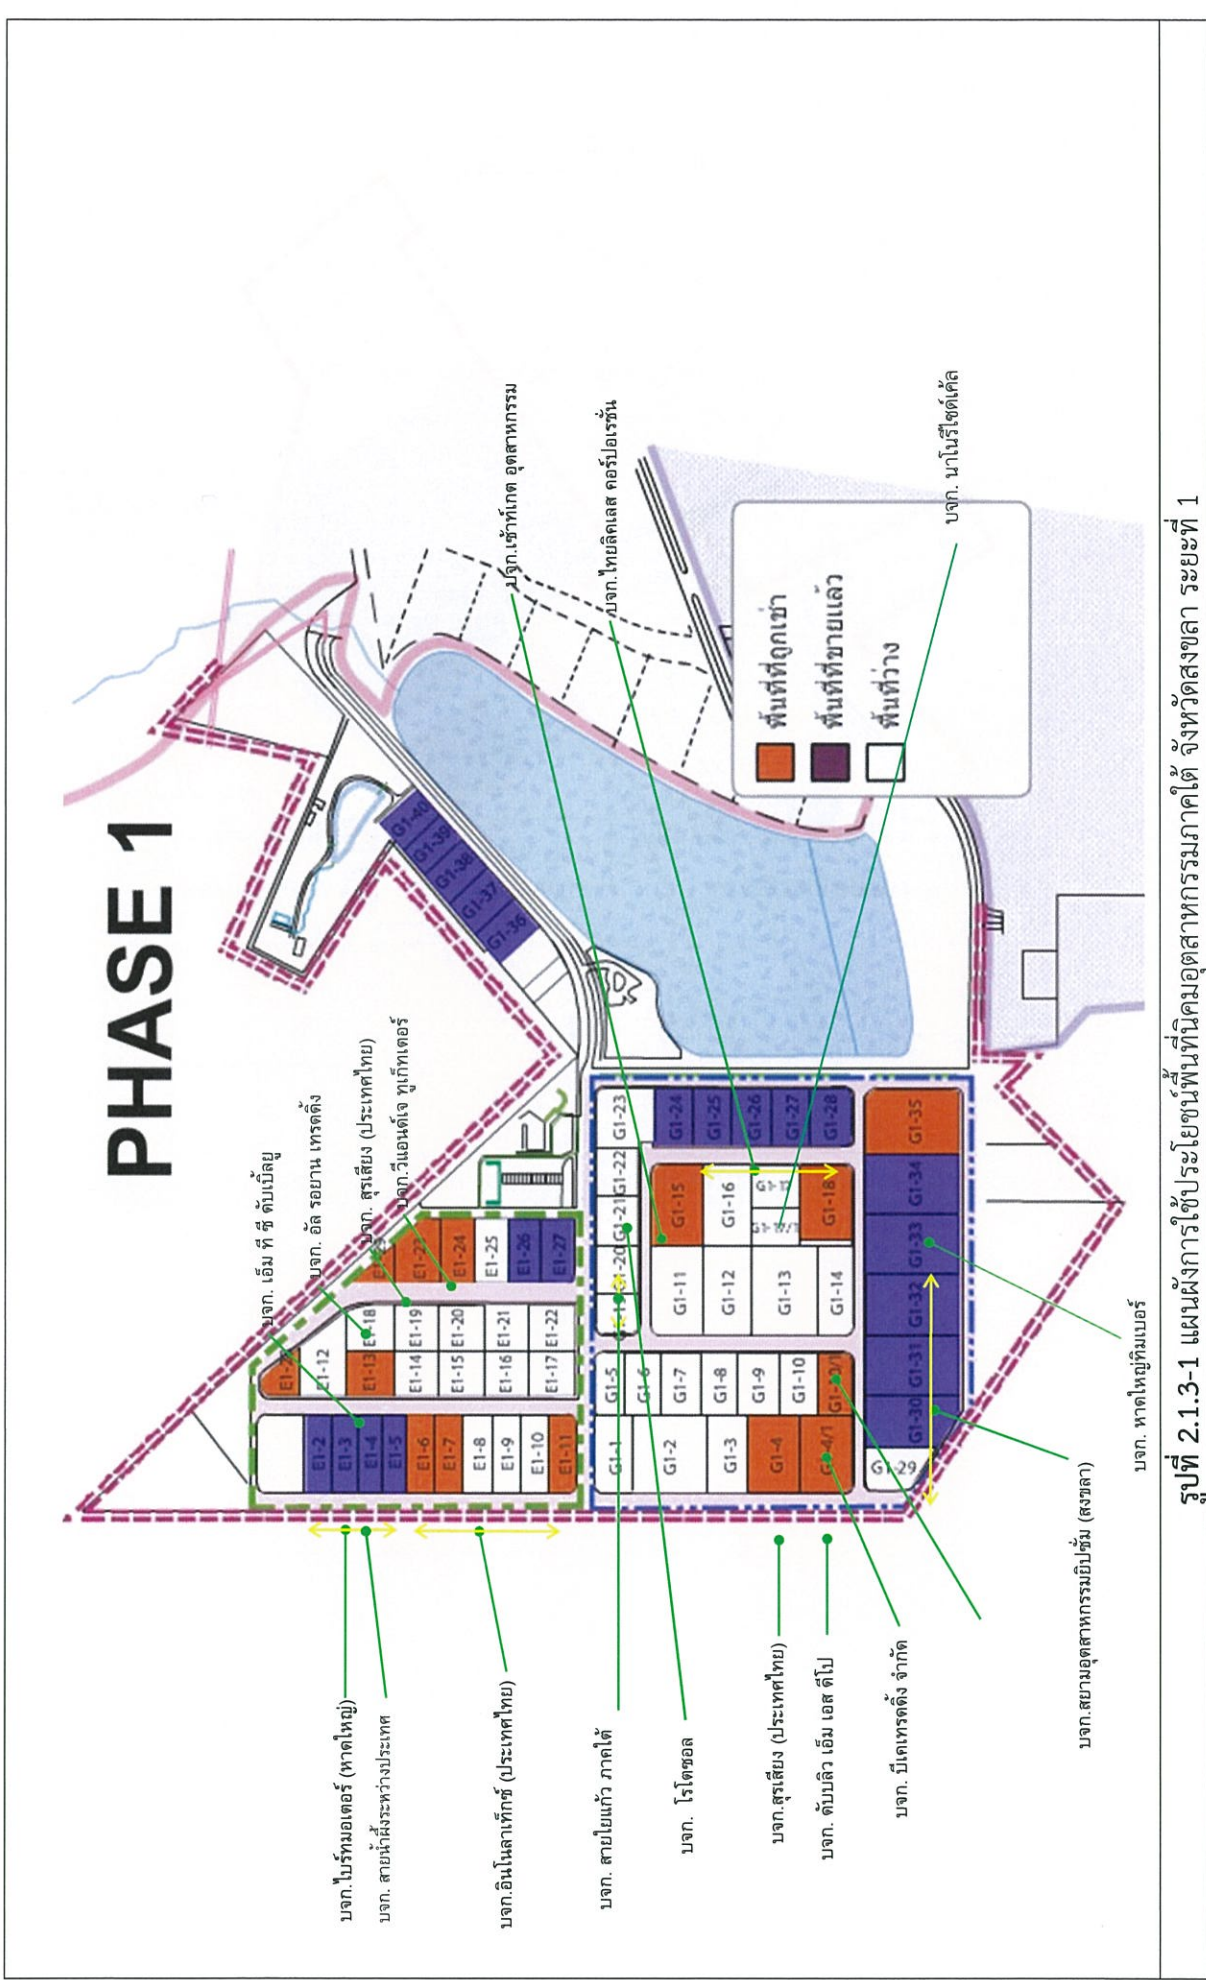 PHASE 1
บจก. เอ็ม ที ซี ดับเบิ้ลยู
บจก. อัล รอยาน เทรดดิ้ง
บจก. สุรเสียง (ประเทศไทย)
บจก.วีแอนด์เจ ทูเก็ทเตอร์
บจก.เซ้าท์เกต อุตสาหกรรม
บจก.ไทยลิคเลส คอร์ปอเรชั่น
บจก. นาโนรีไซด์เคิ้ล
พื้นที่ที่ถูกเช่า
พื้นที่ที่ขายแล้ว
พื้นที่ว่าง
G1-40
G1-39
G1-38
G1-37
G1-36
E1-23
E1-24
E1-25
E1-26
E1-27
E1-18
E1-19
E1-20
E1-21
E1-22
E1-12
E1-13
E1-14
E1-15
E1-16
E1-17
E1-2
E1-3
E1-4
E1-5
E1-6
E1-7
E1-8
E1-9
E1-10
E1-11
G1-23
G1-22
G1-21
G1-20
G1-24
G1-25
G1-26
G1-27
G1-28
G1-15
G1-16
G1-18
G1-11
G1-12
G1-13
G1-14
G1-5
G1-6
G1-7
G1-8
G1-9
G1-10
G1-1
G1-2
G1-3
G1-4
G1-4/1
G1-35
G1-34
G1-33
G1-32
G1-31
G1-30
G1-29
บจก.ไบร์ทมอเตอร์ (หาดใหญ่)
บจก. สายน้ำผึ้งระหว่างประเทศ
บจก.อินโนลาเท็กซ์ (ประเทศไทย)
บจก. สายใยแก้ว ภาคใต้
บจก. โรโตซอล
บจก.สุรเสียง (ประเทศไทย)
บจก. ดับบลิว เอ็ม เอส ดีโป
บจก. บีเคเทรดดิ้ง จำกัด
บจก.สยามอุตสาหกรรมยิปซั่ม (สงขลา)
บจก. หาดใหญ่ทิมเบอร์
รูปที่ 2.1.3-1 แผนผังการใช้ประโยชน์พื้นที่นิคมอุตสาหกรรมภาคใต้ จังหวัดสงขลา ระยะที่ 1